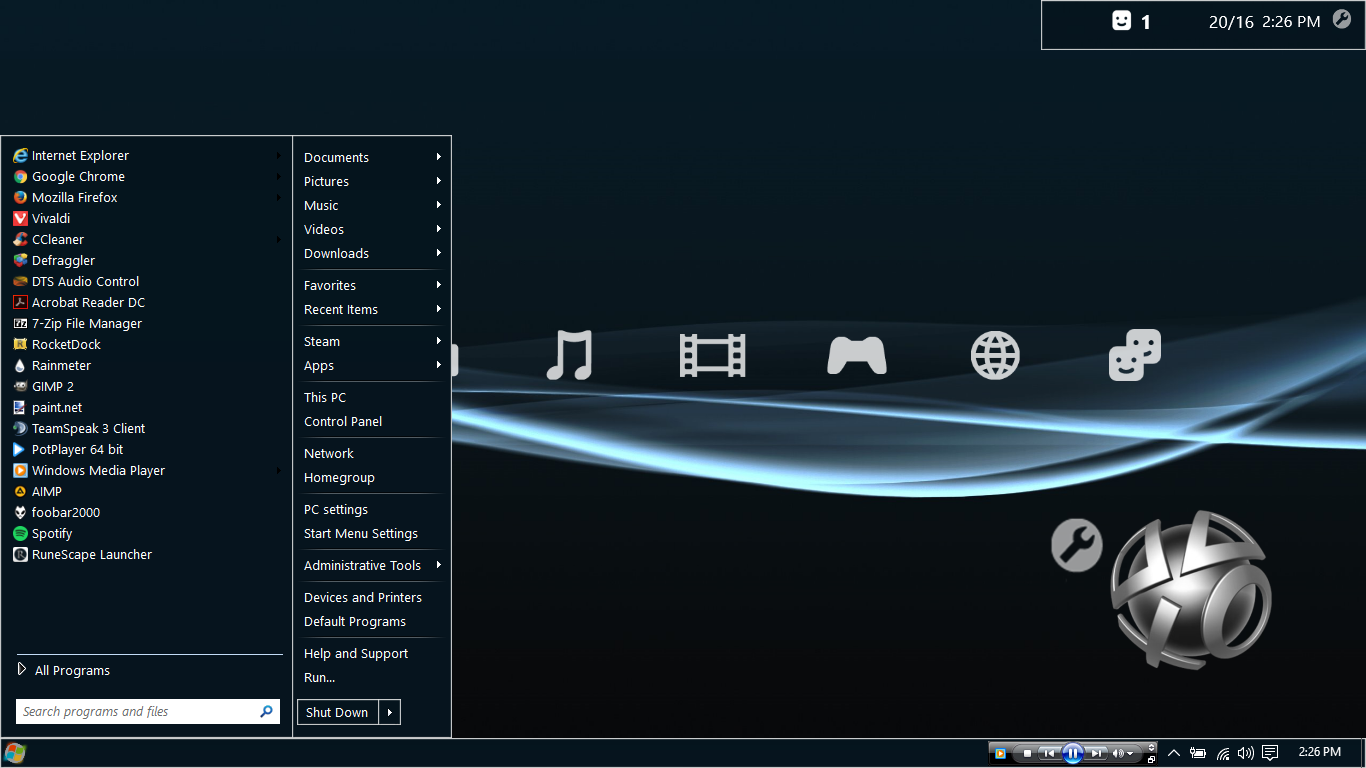 1
20/16 2:26 PM
Internet Explorer
Google Chrome
Mozilla Firefox
Vivaldi
CCleaner
Defraggler
DTS Audio Control
Acrobat Reader DC
7-Zip File Manager
RocketDock
Rainmeter
GIMP 2
paint.net
TeamSpeak 3 Client
PotPlayer 64 bit
Windows Media Player
AIMP
foobar2000
Spotify
RuneScape Launcher
All Programs
Search programs and files
Documents
Pictures
Music
Videos
Downloads
Favorites
Recent Items
Steam
Apps
This PC
Control Panel
Network
Homegroup
PC settings
Start Menu Settings
Administrative Tools
Devices and Printers
Default Programs
Help and Support
Run...
Shut Down
2:26 PM